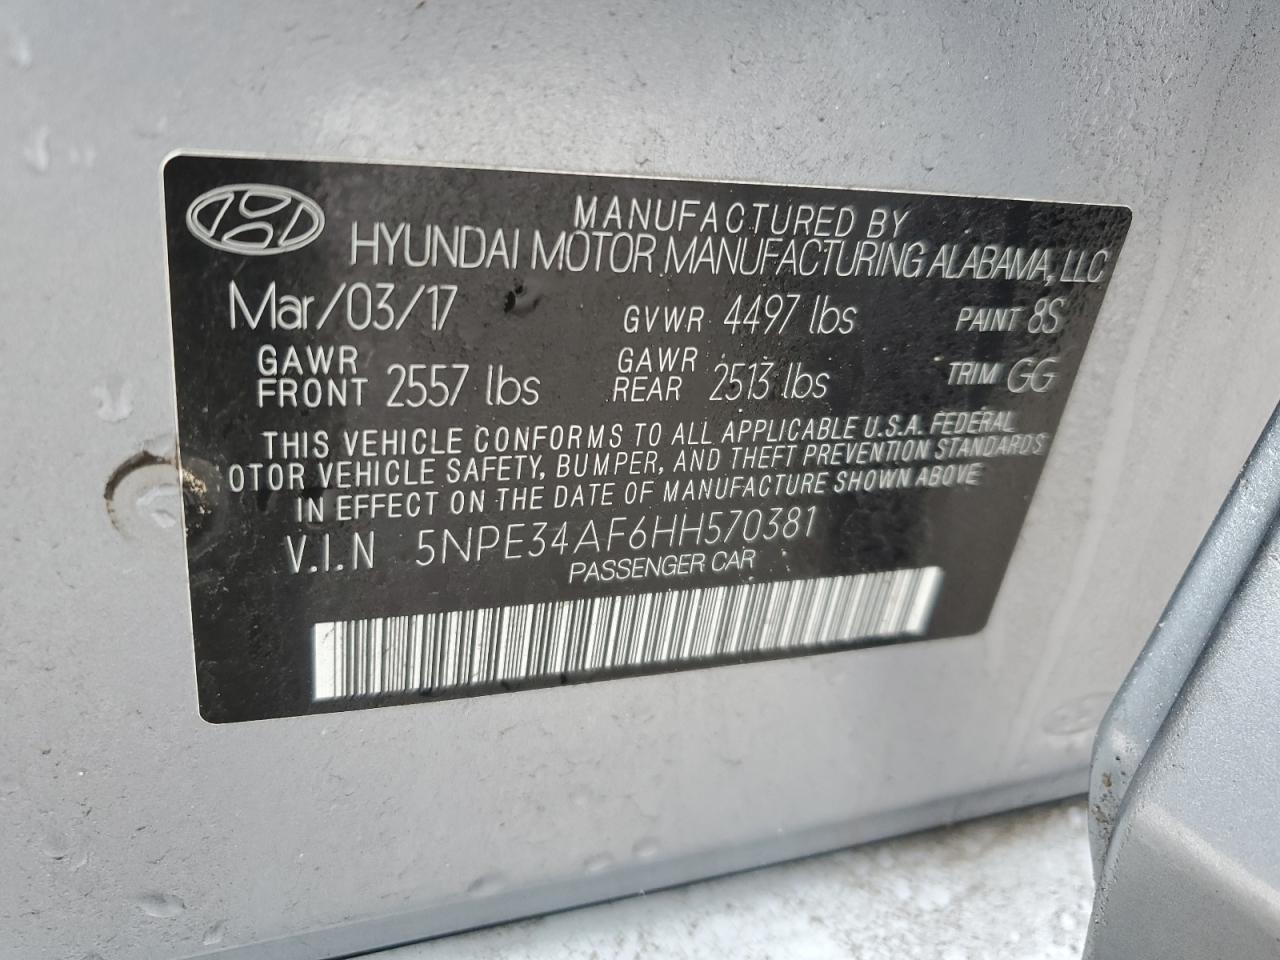 MANUFACTURED BY
HYUNDAI MOTOR MANUFACTURING ALABAMA, LLC
Mar/03/17 GVWR 4497 lbs PAINT 8S
GAWR FRONT 2557 lbs GAWR REAR 2513 lbs TRIM GG
THIS VEHICLE CONFORMS TO ALL APPLICABLE U.S.A. FEDERAL
OTOR VEHICLE SAFETY, BUMPER, AND THEFT PREVENTION STANDARDS
IN EFFECT ON THE DATE OF MANUFACTURE SHOWN ABOVE
V.I.N 5NPE34AF6HH570381
PASSENGER CAR